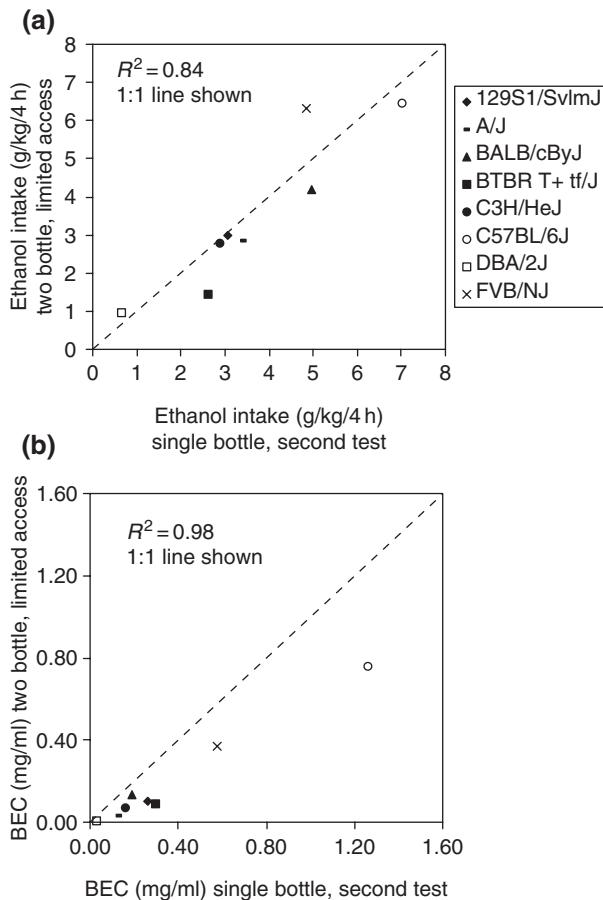 (a)
Ethanol intake (g/kg/4 h)
two bottle, limited access
8
7
6
5
4
3
2
1
0
R² = 0.84
1:1 line shown
0 1 2 3 4 5 6 7 8
Ethanol intake (g/kg/4 h)
single bottle, second test
129S1/SvlmJ
A/J
BALB/cByJ
BTBR T+ tf/J
C3H/HeJ
C57BL/6J
DBA/2J
FVB/NJ
(b)
BEC (mg/ml) two bottle, limited access
1.60
1.20
0.80
0.40
0.00
R² = 0.98
1:1 line shown
0.00 0.40 0.80 1.20 1.60
BEC (mg/ml) single bottle, second test